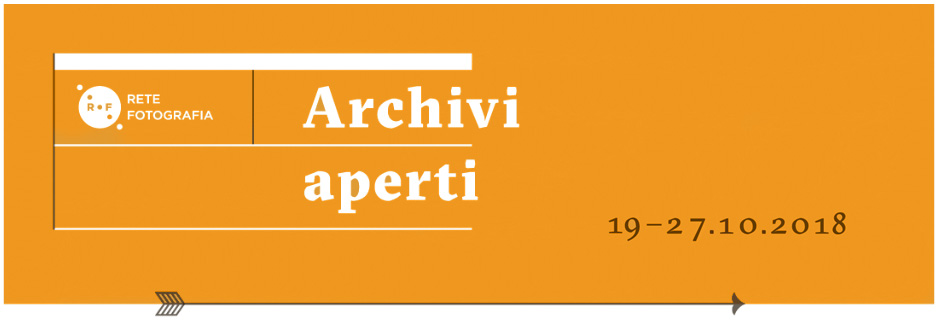 R•F
RETE
FOTOGRAFIA
Archivi
aperti
19–27.10.2018